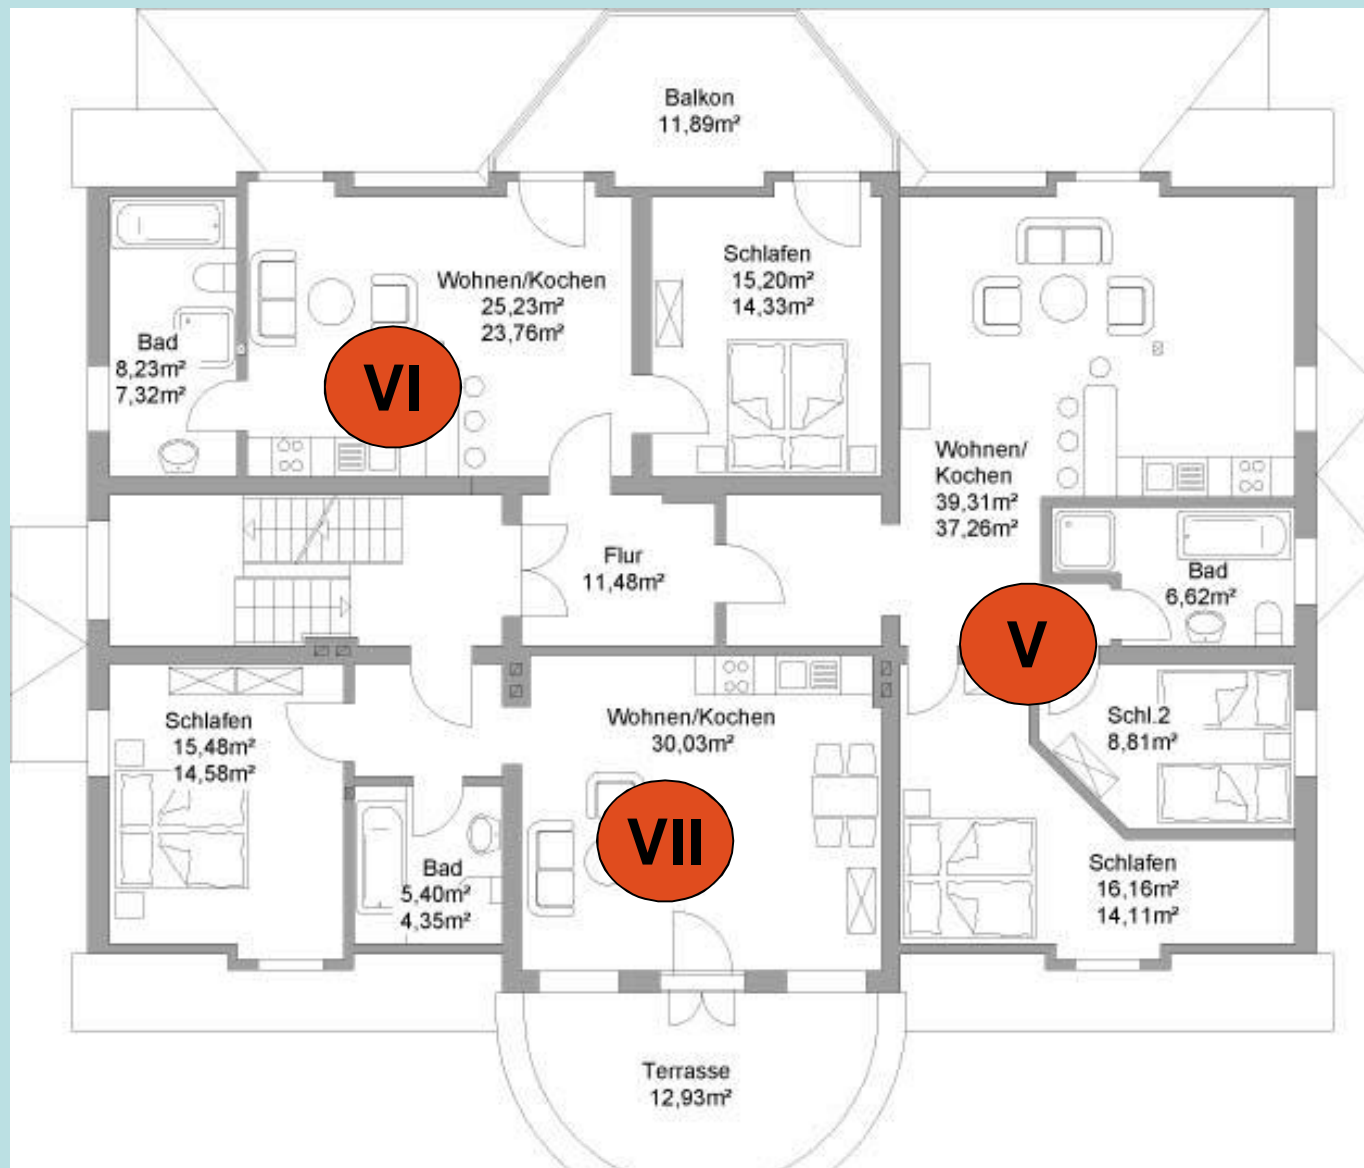 Balkon
11,89m²
Schlafen
15,20m²
14,33m²
Wohnen/Kochen
25,23m²
23,76m²
Bad
8,23m²
7,32m²
VI
Wohnen/
Kochen
39,31m²
37,26m²
Flur
11,48m²
Bad
6,62m²
V
Schlafen
15,48m²
14,58m²
Wohnen/Kochen
30,03m²
Schl.2
8,81m²
VII
Bad
5,40m²
4,35m²
Schlafen
16,16m²
14,11m²
Terrasse
12,93m²